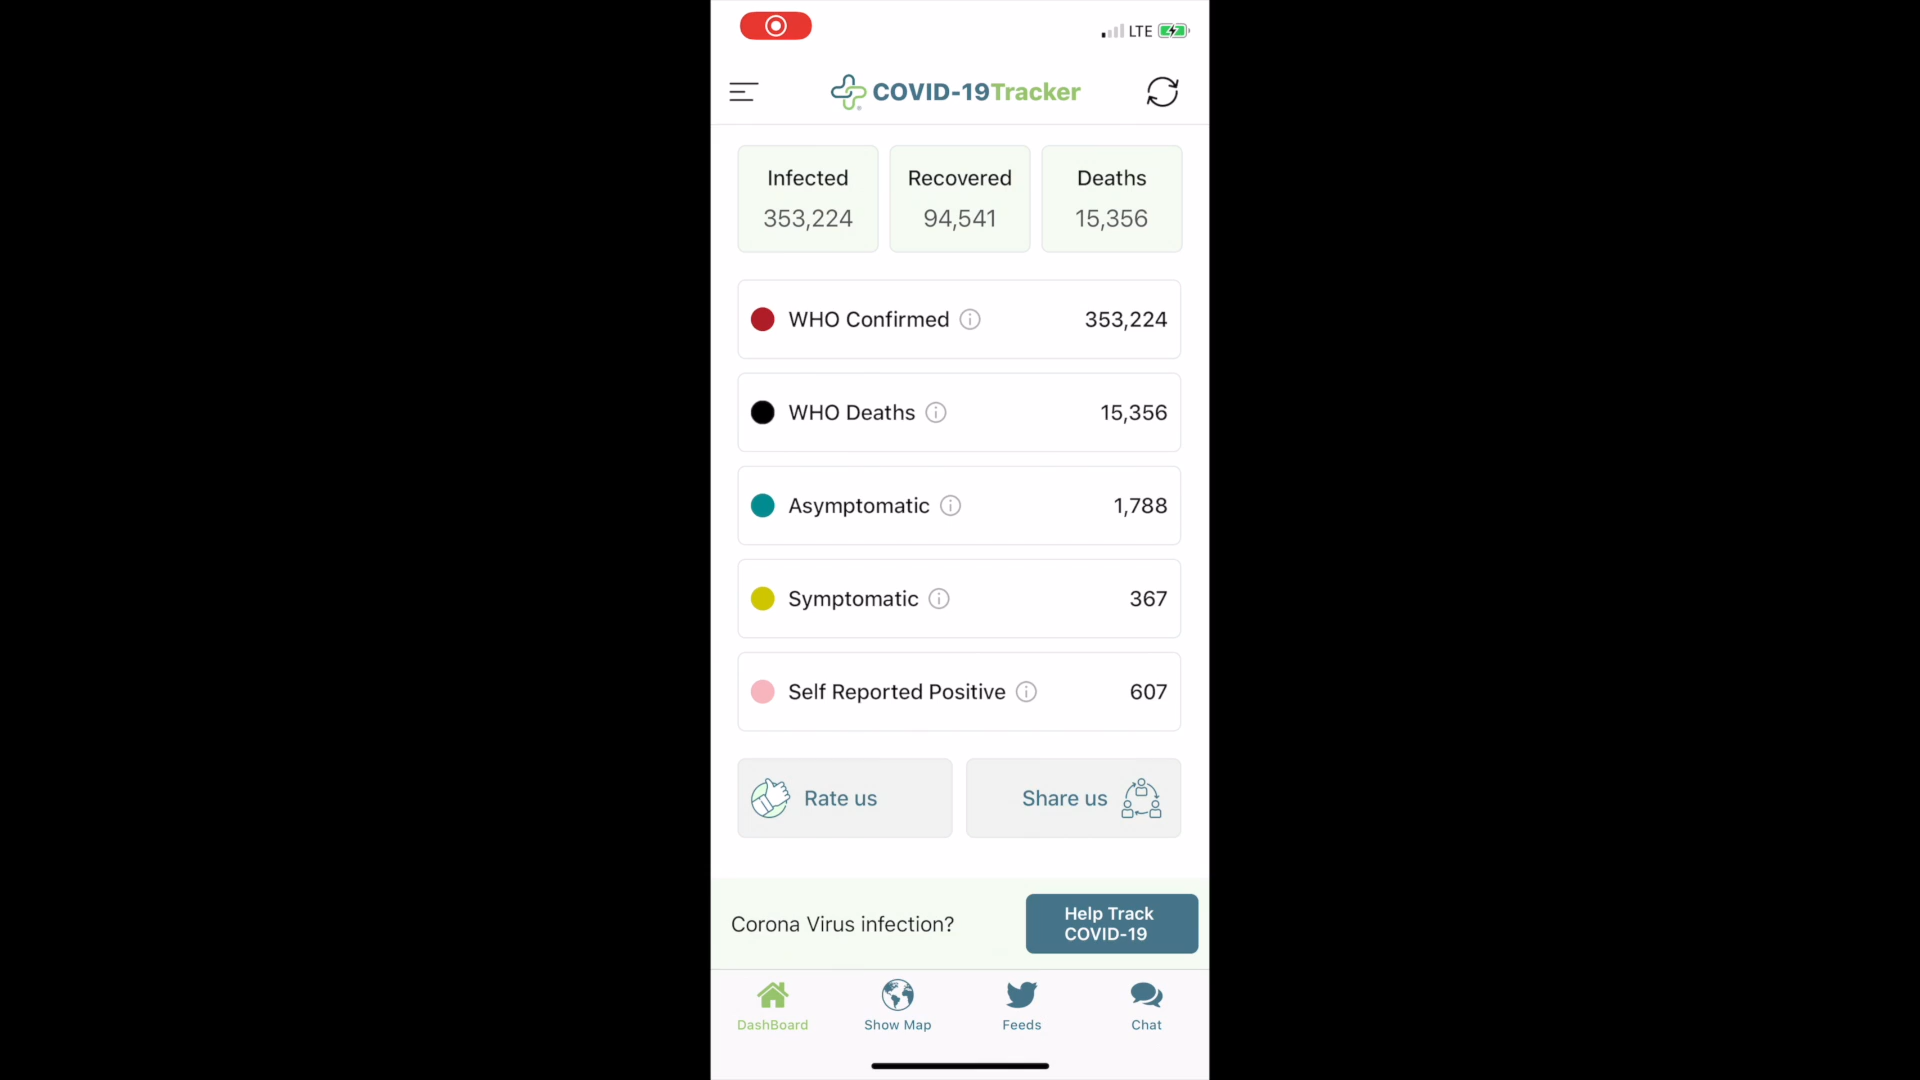 LTE
COVID-19Tracker
Infected
353,224
Recovered
94,541
Deaths
15,356
WHO Confirmed 353,224
WHO Deaths 15,356
Asymptomatic 1,788
Symptomatic 367
Self Reported Positive 607
Rate us
Share us
Corona Virus infection?
Help Track
COVID-19
DashBoard
Show Map
Feeds
Chat